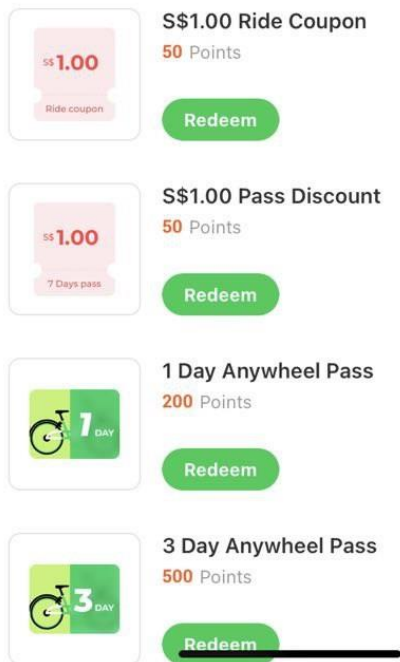 S$ 1.00
Ride coupon
S$1.00 Ride Coupon
50 Points
Redeem
S$ 1.00
7 Days pass
S$1.00 Pass Discount
50 Points
Redeem
1 DAY
1 Day Anywheel Pass
200 Points
Redeem
3 DAY
3 Day Anywheel Pass
500 Points
Redeem